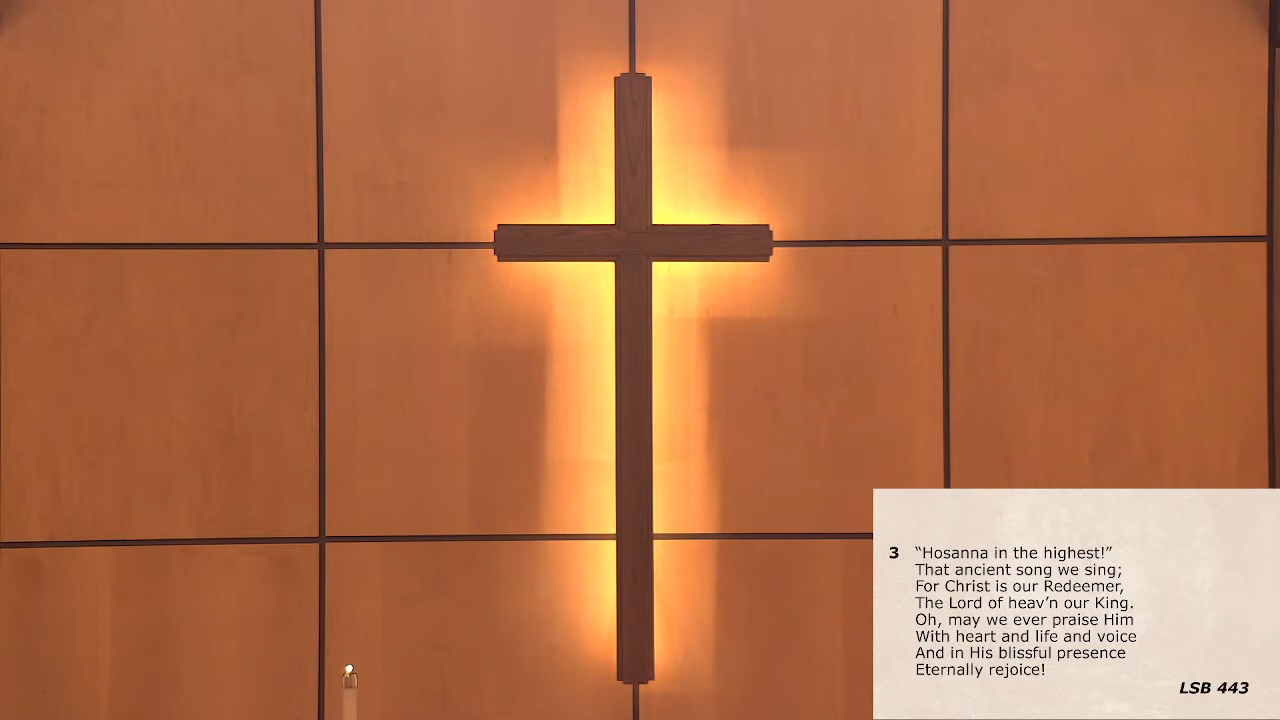 3 “Hosanna in the highest!”
That ancient song we sing;
For Christ is our Redeemer,
The Lord of heav’n our King.
Oh, may we ever praise Him
With heart and life and voice
And in His blissful presence
Eternally rejoice!
LSB 443